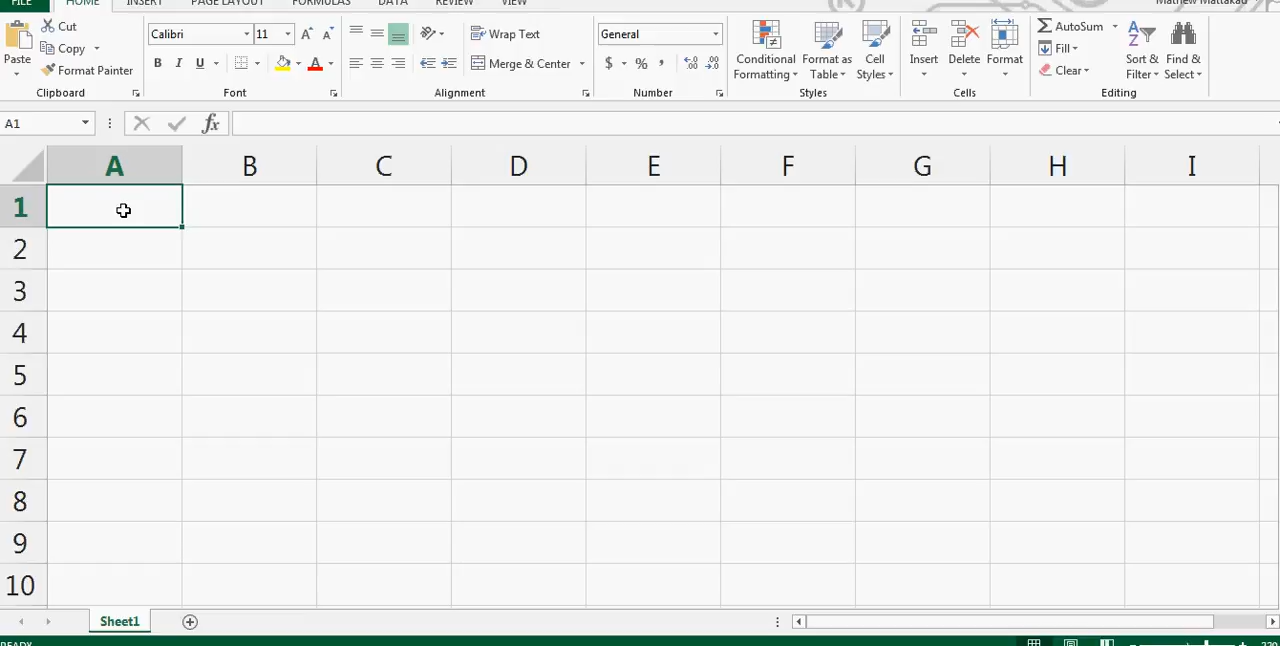 FILE HOME INSERT PAGE LAYOUT FORMULAS DATA REVIEW VIEW
Cut
Copy
Format Painter
Paste
Clipboard
Calibri 11
B I U
Font
Wrap Text
Merge & Center
Alignment
General
$ % ,
Number
Conditional Formatting
Format as Table
Cell Styles
Styles
Insert Delete Format
Cells
AutoSum
Fill
Clear
Sort & Filter
Find & Select
Editing
A1 fx
A B C D E F G H I
1
2
3
4
5
6
7
8
9
10
Sheet1
READY